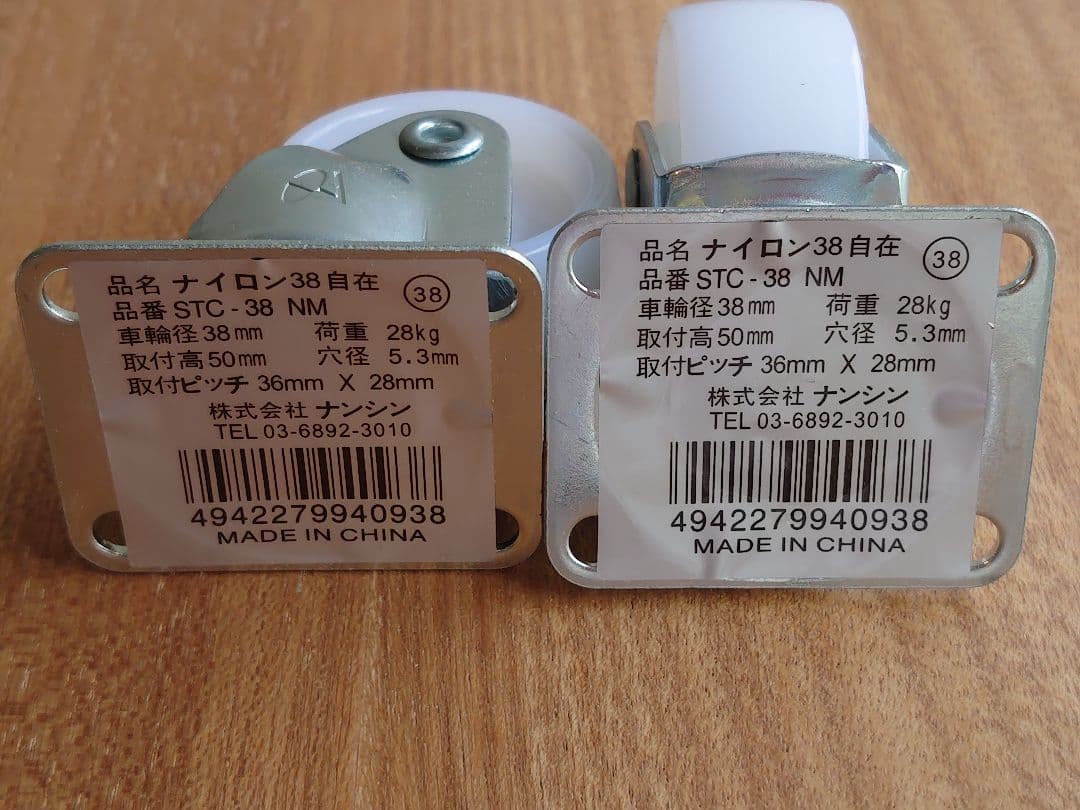 品名 ナイロン38自在
38
品番 STC-38 NM
車輪径38mm 荷重 28kg
取付高50mm 穴径 5.3mm
取付ピッチ 36mm X 28mm
株式会社 ナンシン
TEL 03-6892-3010
4942279940938
MADE IN CHINA
品名 ナイロン38自在
38
品番 STC-38 NM
車輪径38mm 荷重 28kg
取付高50mm 穴径 5.3mm
取付ピッチ 36mm X 28mm
株式会社 ナンシン
TEL 03-6892-3010
4942279940938
MADE IN CHINA